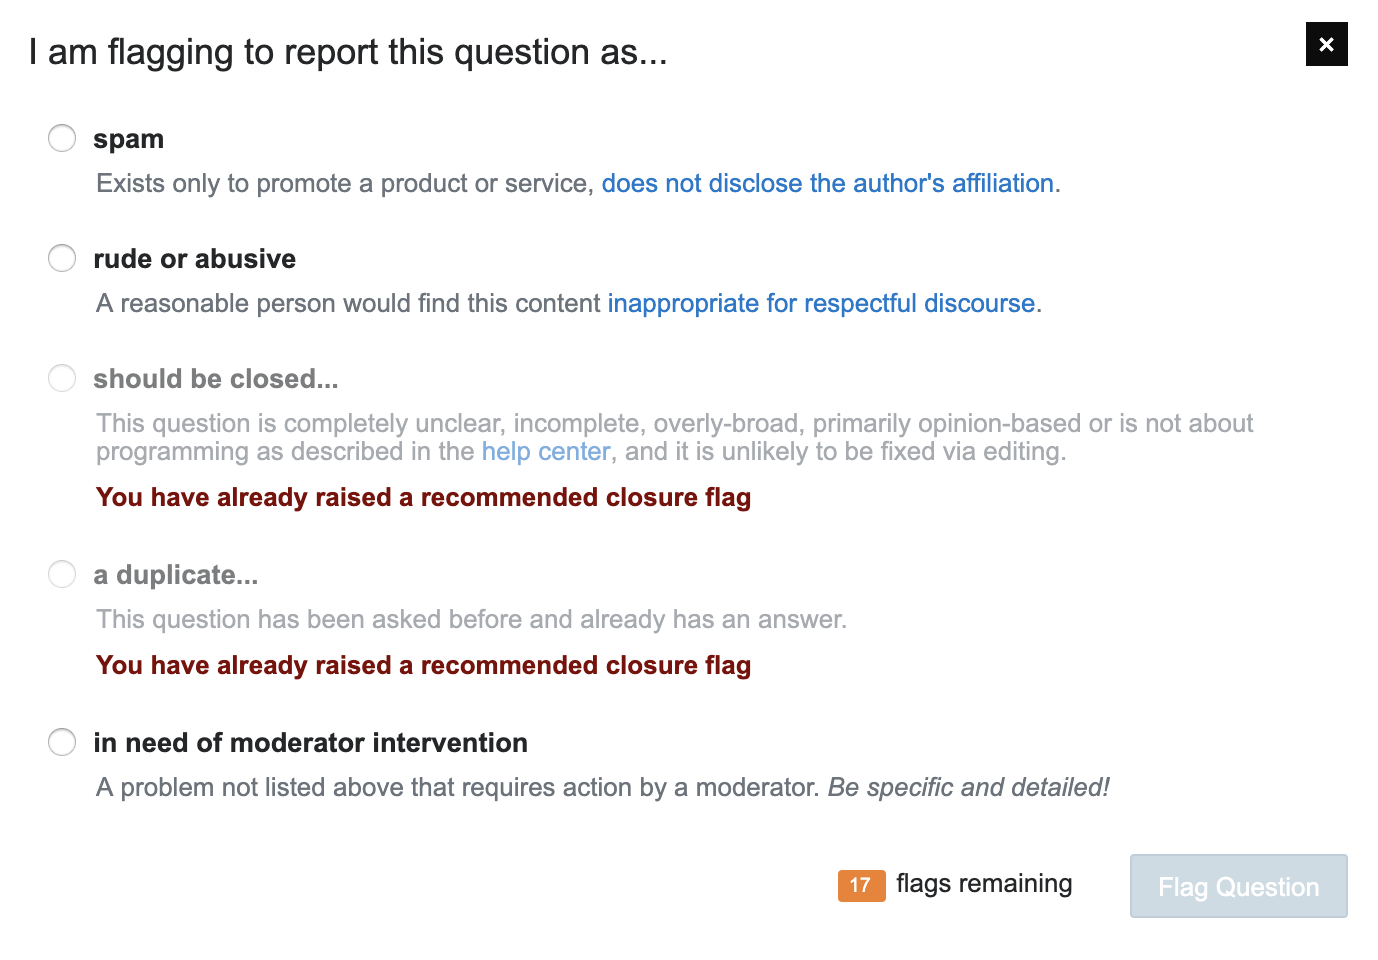 I am flagging to report this question as...
×
spam
Exists only to promote a product or service, does not disclose the author's affiliation.
rude or abusive
A reasonable person would find this content inappropriate for respectful discourse.
should be closed...
This question is completely unclear, incomplete, overly-broad, primarily opinion-based or is not about
programming as described in the help center, and it is unlikely to be fixed via editing.
You have already raised a recommended closure flag
a duplicate...
This question has been asked before and already has an answer.
You have already raised a recommended closure flag
in need of moderator intervention
A problem not listed above that requires action by a moderator. Be specific and detailed!
17 flags remaining
Flag Question